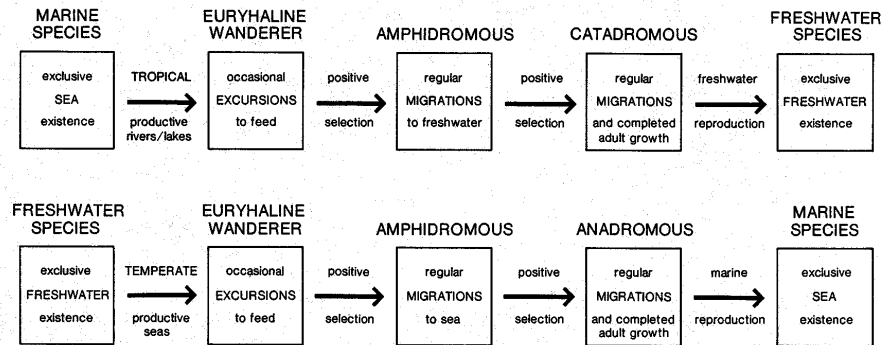 MARINE
SPECIES
EURYHALINE
WANDERER
AMPHIDROMOUS
CATADROMOUS
FRESHWATER
SPECIES
exclusive
SEA
existence
TROPICAL
productive
rivers/lakes
occasional
EXCURSIONS
to feed
positive
selection
regular
MIGRATIONS
to freshwater
positive
selection
regular
MIGRATIONS
and completed
adult growth
freshwater
reproduction
exclusive
FRESHWATER
existence
FRESHWATER
SPECIES
EURYHALINE
WANDERER
AMPHIDROMOUS
ANADROMOUS
MARINE
SPECIES
exclusive
FRESHWATER
existence
TEMPERATE
productive
seas
occasional
EXCURSIONS
to feed
positive
selection
regular
MIGRATIONS
to sea
positive
selection
regular
MIGRATIONS
and completed
adult growth
marine
reproduction
exclusive
SEA
existence